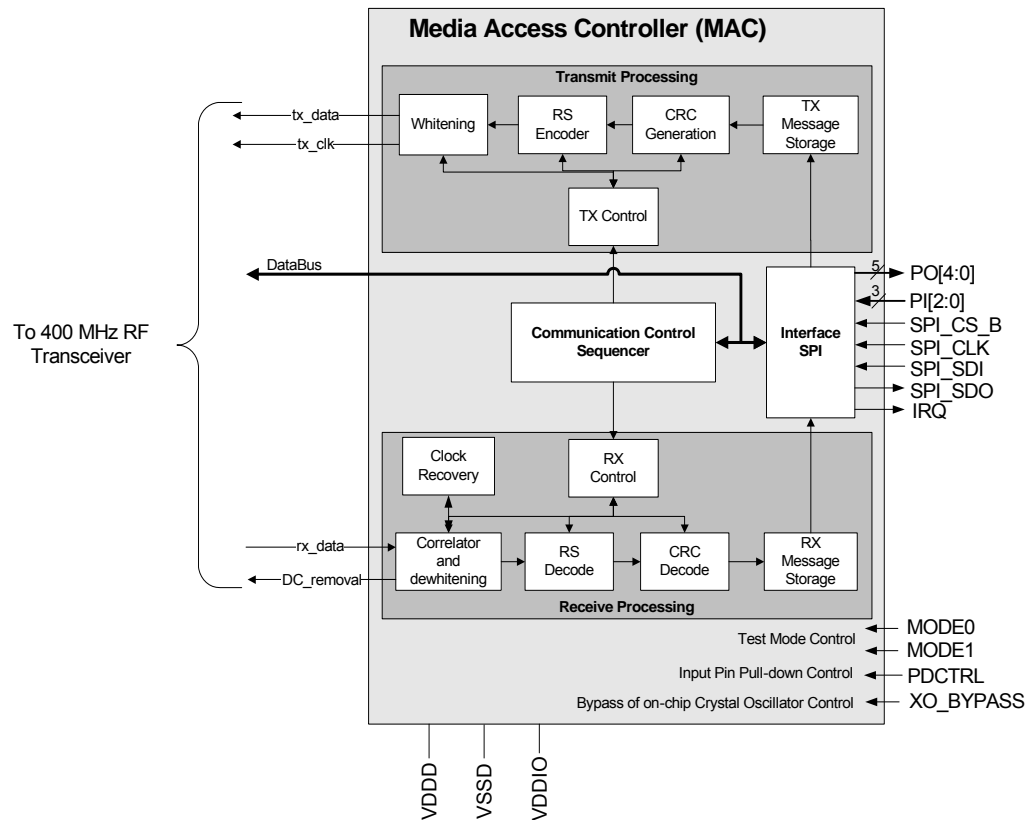 Media Access Controller (MAC)
Transmit Processing
tx_data
tx_clk
Whitening
RS
Encoder
CRC
Generation
TX
Message
Storage
TX Control
DataBus
To 400 MHz RF
Transceiver
Communication Control
Sequencer
Interface
SPI
5
PO[4:0]
3
PI[2:0]
SPI_CS_B
SPI_CLK
SPI_SDI
SPI_SDO
IRQ
Clock
Recovery
RX
Control
rx_data
DC_removal
Correlator
and
dewhitening
RS
Decode
CRC
Decode
RX
Message
Storage
Receive Processing
Test Mode Control
MODE0
MODE1
Input Pin Pull-down Control
PDCTRL
Bypass of on-chip Crystal Oscillator Control
XO_BYPASS
VDDD
VSSD
VDDIO